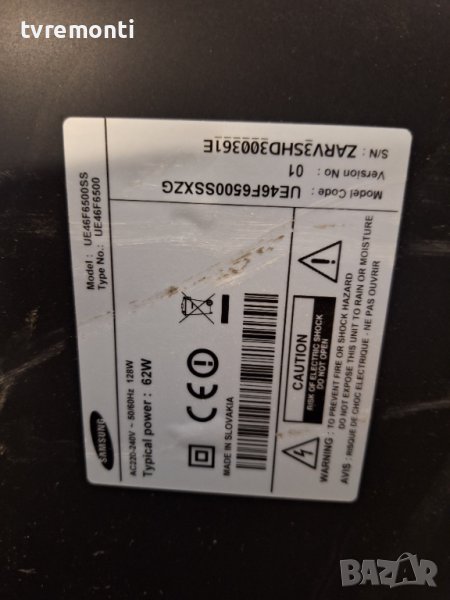 tvremonti
SAMSUNG
Model : UE46F6500SS
Type No.: UE46F6500
AC220-240V ~ 50/60Hz 128W
Typical power : 62W
MADE IN SLOVAKIA
CE
Model Code : UE46F6500SSXZG
Version No : 01
S/N: ZARV3SHD300361E
CAUTION
RISK OF ELECTRIC SHOCK
DO NOT OPEN
WARNING : TO PREVENT FIRE OR SHOCK HAZARD
DO NOT EXPOSE THIS UNIT TO RAIN OR MOISTURE
AVIS : RISQUE DE CHOC ELECTRIQUE - NE PAS OUVRIR
BAZAR
bg